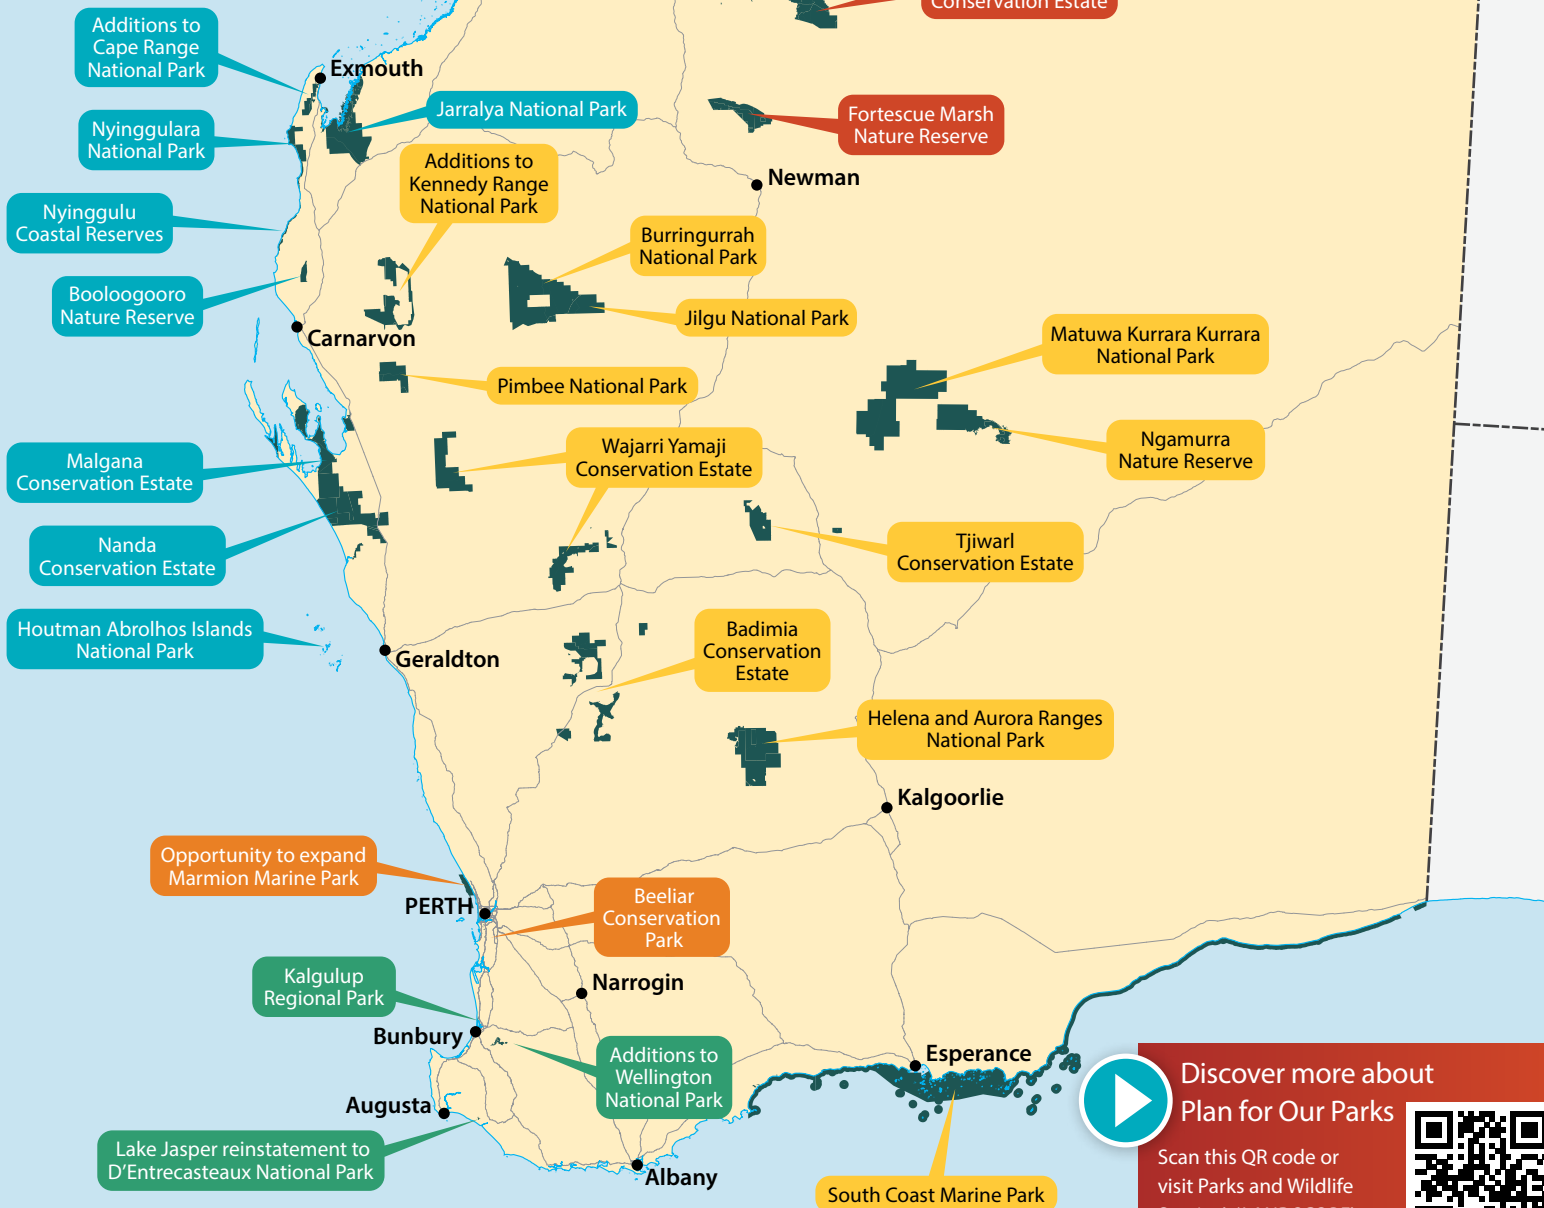 Conservation Estate
Additions to
Cape Range
National Park
Exmouth
Jarralya National Park
Fortescue Marsh
Nature Reserve
Nyinggulara
National Park
Additions to
Kennedy Range
National Park
Newman
Nyinggulu
Coastal Reserves
Burringurrah
National Park
Booloogooro
Nature Reserve
Jilgu National Park
Carnarvon
Matuwa Kurrara Kurrara
National Park
Pimbee National Park
Wajarri Yamaji
Conservation Estate
Ngamurra
Nature Reserve
Malgana
Conservation Estate
Nanda
Conservation Estate
Tjiwarl
Conservation Estate
Houtman Abrolhos Islands
National Park
Geraldton
Badimia
Conservation
Estate
Helena and Aurora Ranges
National Park
Kalgoorlie
Opportunity to expand
Marmion Marine Park
PERTH
Beeliar
Conservation
Park
Kalgulup
Regional Park
Narrogin
Bunbury
Additions to
Wellington
National Park
Esperance
Augusta
Lake Jasper reinstatement to
D'Entrecasteaux National Park
Albany
South Coast Marine Park
Discover more about
Plan for Our Parks
Scan this QR code or
visit Parks and Wildlife